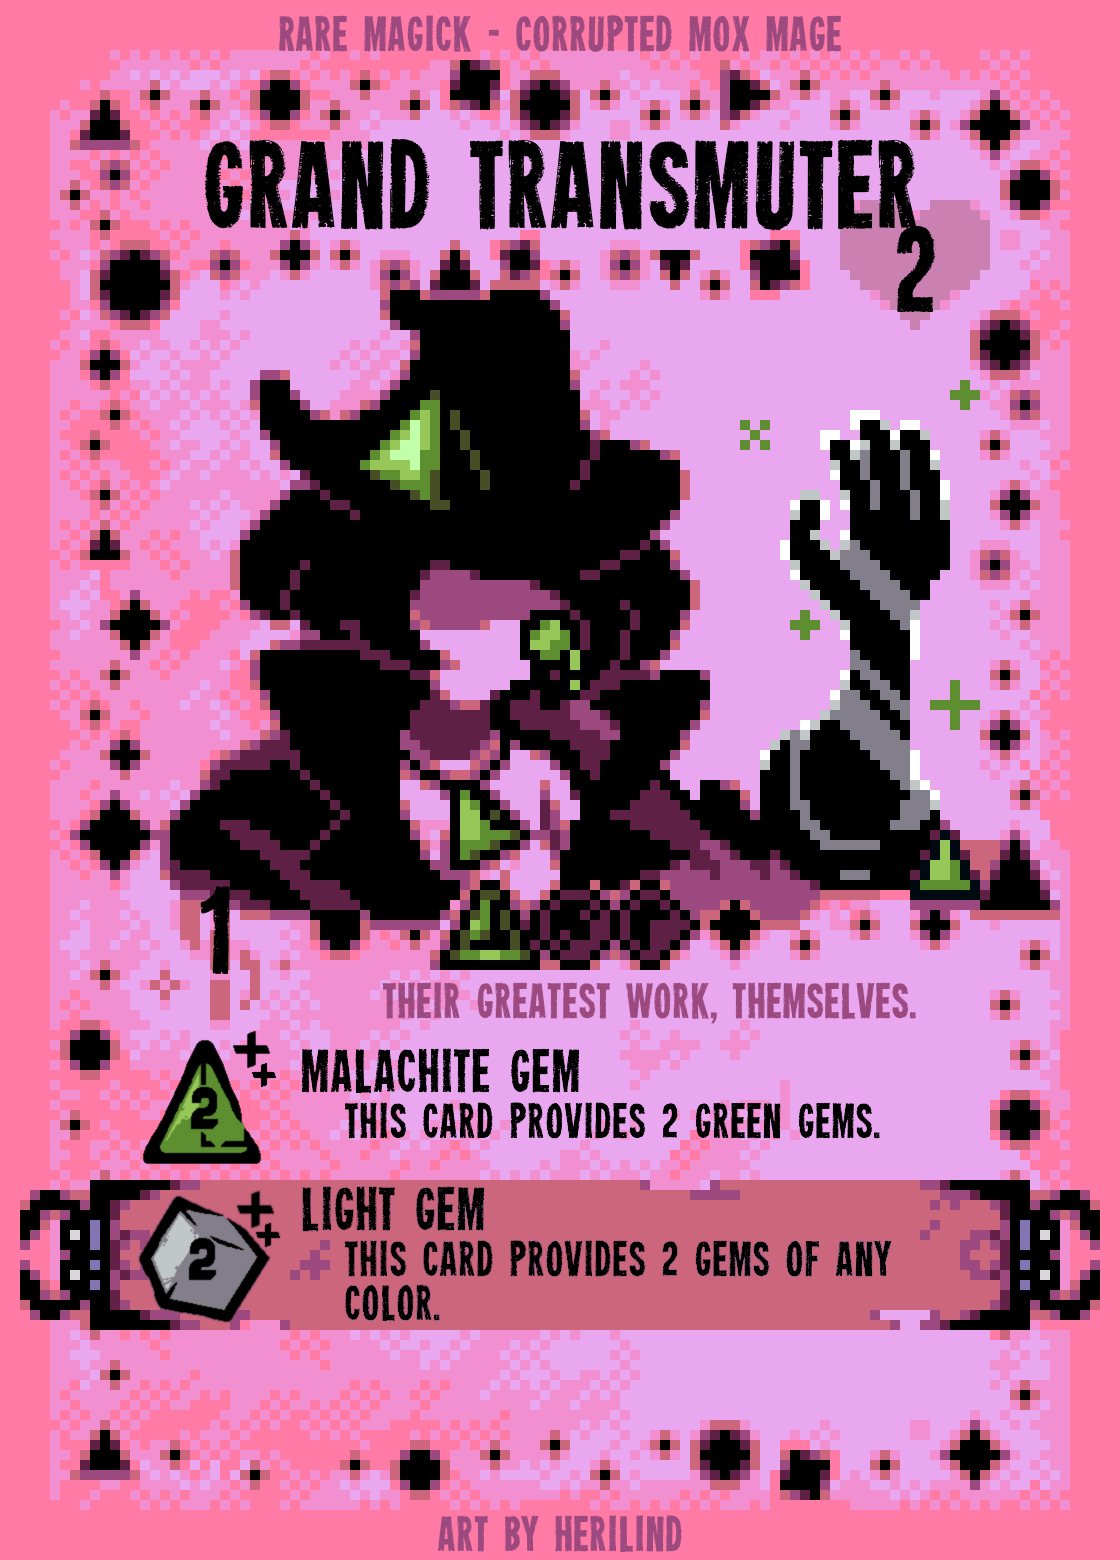 RARE MAGICK - CORRUPTED MOX MAGE
GRAND TRANSMUTER
2
1
THEIR GREATEST WORK, THEMSELVES.
MALACHITE GEM
2
THIS CARD PROVIDES 2 GREEN GEMS.
LIGHT GEM
2
THIS CARD PROVIDES 2 GEMS OF ANY
COLOR.
ART BY HERILIND